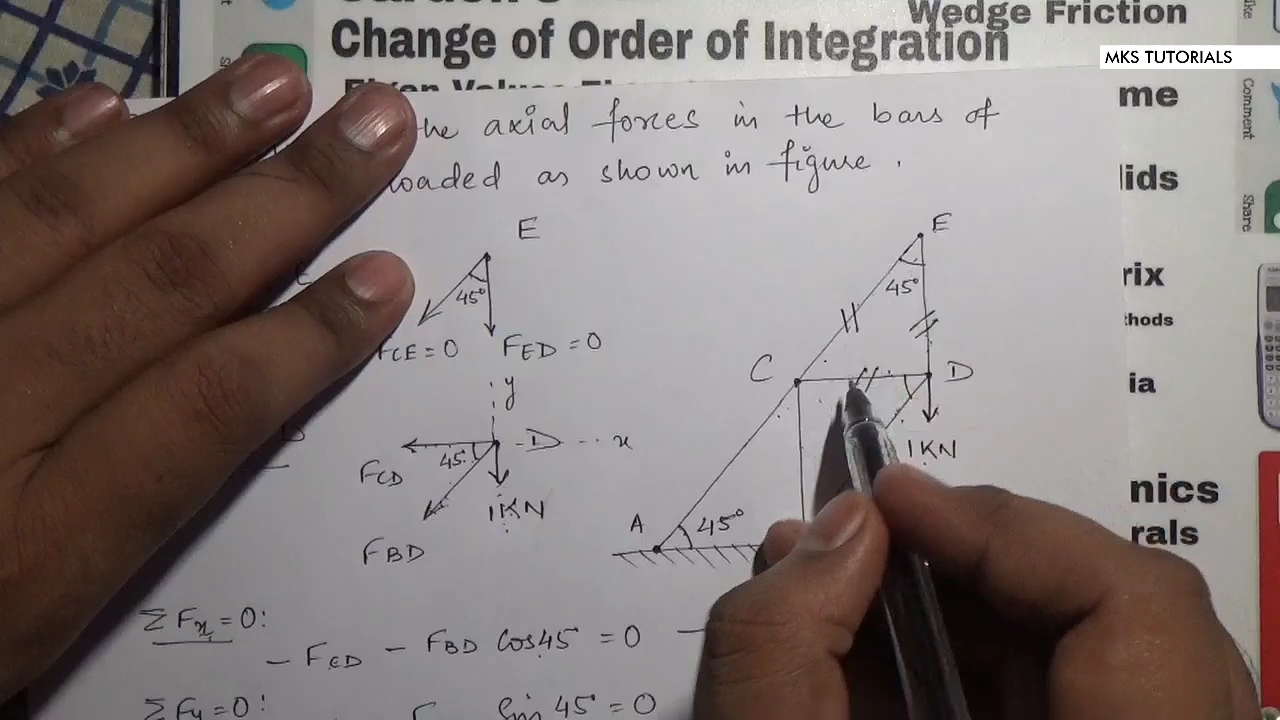 Wedge Friction
Change of Order of Integration
MKS TUTORIALS
the axial forces in the bars of
loaded as shown in figure.
me
Comment
lids
Share
E
E
45°
45°
FCE = 0 FED = 0
rix
thods
ia
y
C
D
D x
45°
FCD
1KN
1KN
FBD
A
45°
nics
rals
ΣFx = 0:
- FCD - FBD Cos45° = 0
ΣFy = 0:
Sin 45° = 0